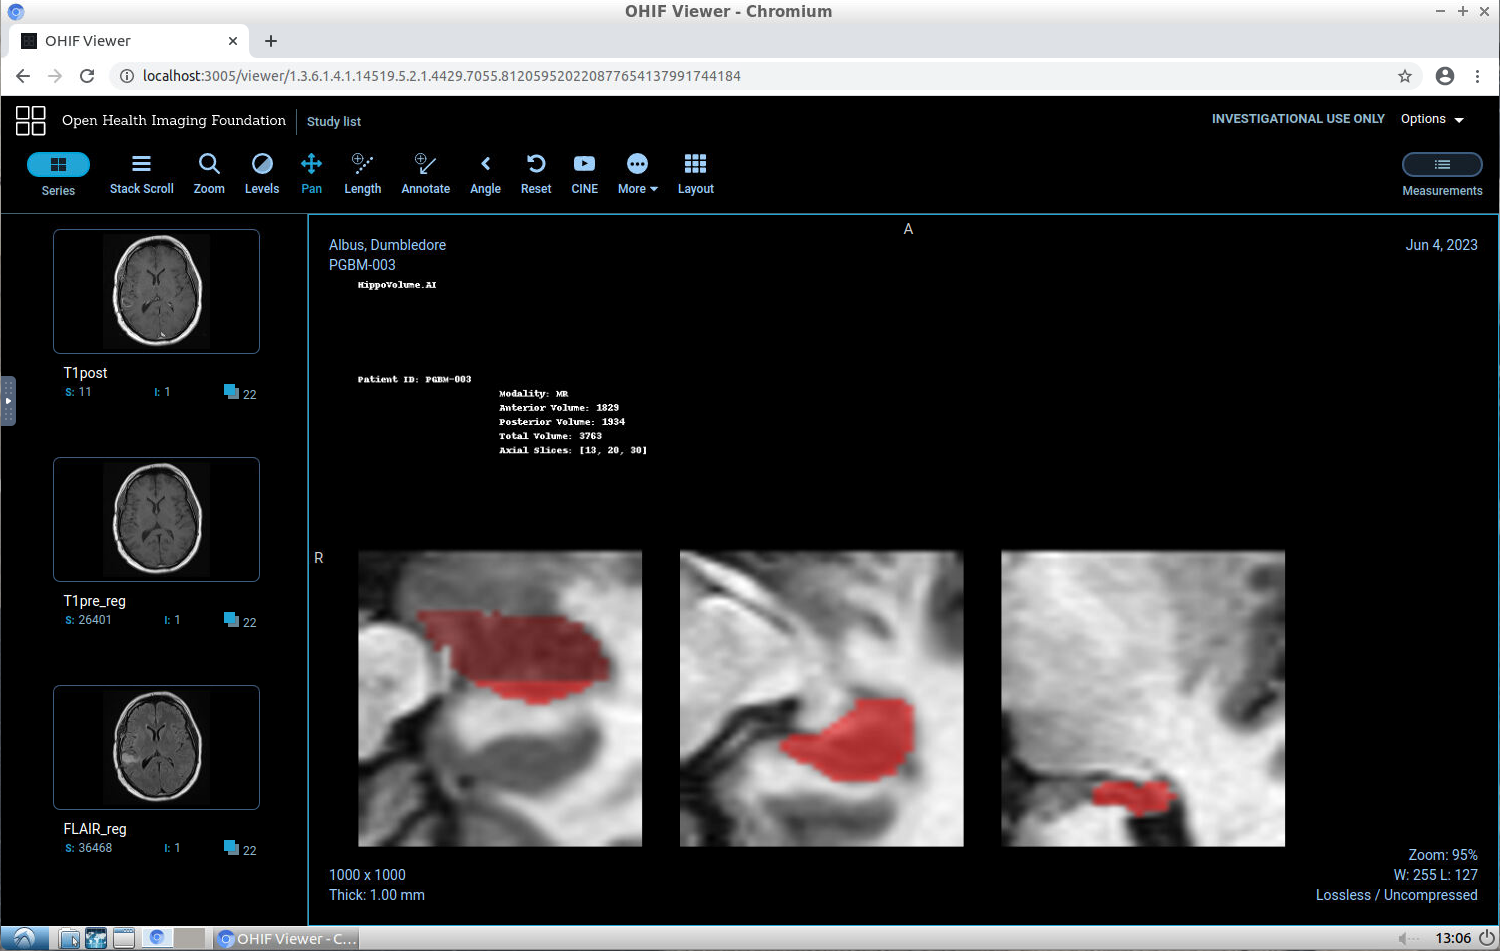 OHIF Viewer - Chromium
OHIF Viewer
localhost:3005/viewer/1.3.6.1.4.1.14519.5.2.1.4429.7055.812059520220877654137991744184
Open Health Imaging Foundation
Study list
INVESTIGATIONAL USE ONLY
Options
Series
Stack Scroll
Zoom
Levels
Pan
Length
Annotate
Angle
Reset
CINE
More
Layout
Measurements
T1post
S: 11 I: 1 22
T1pre_reg
S: 26401 I: 1 22
FLAIR_reg
S: 36468 I: 1 22
A
Albus, Dumbledore
PGBM-003
Jun 4, 2023
HippoVolume.AI
Patient ID: PGBM-003
Modality: MR
Anterior Volume: 1829
Posterior Volume: 1934
Total Volume: 3763
Axial Slices: [13, 20, 30]
R
1000 x 1000
Thick: 1.00 mm
Zoom: 95%
W: 255 L: 127
Lossless / Uncompressed
OHIF Viewer - C...
13:06